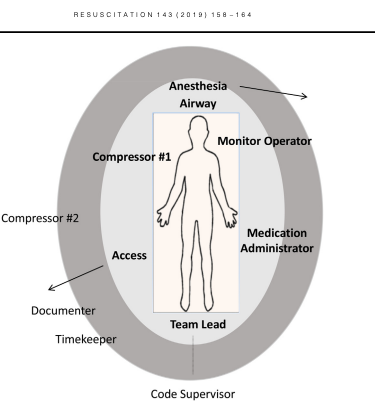 RESUSCITATION 143 (2019) 158–164
Anesthesia
Airway
Monitor Operator
Compressor #1
Compressor #2
Medication
Administrator
Access
Documenter
Team Lead
Timekeeper
Code Supervisor